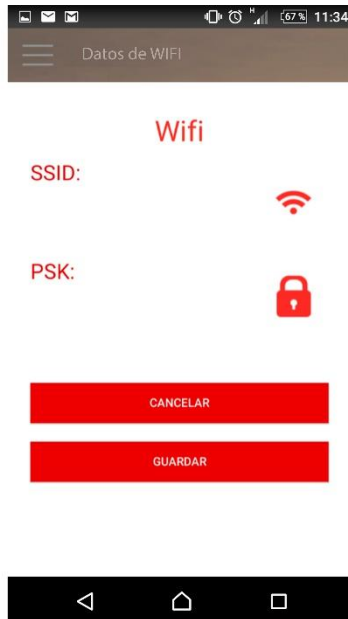 H 67% 11:34
Datos de WIFI
Wifi
SSID:
PSK:
CANCELAR
GUARDAR